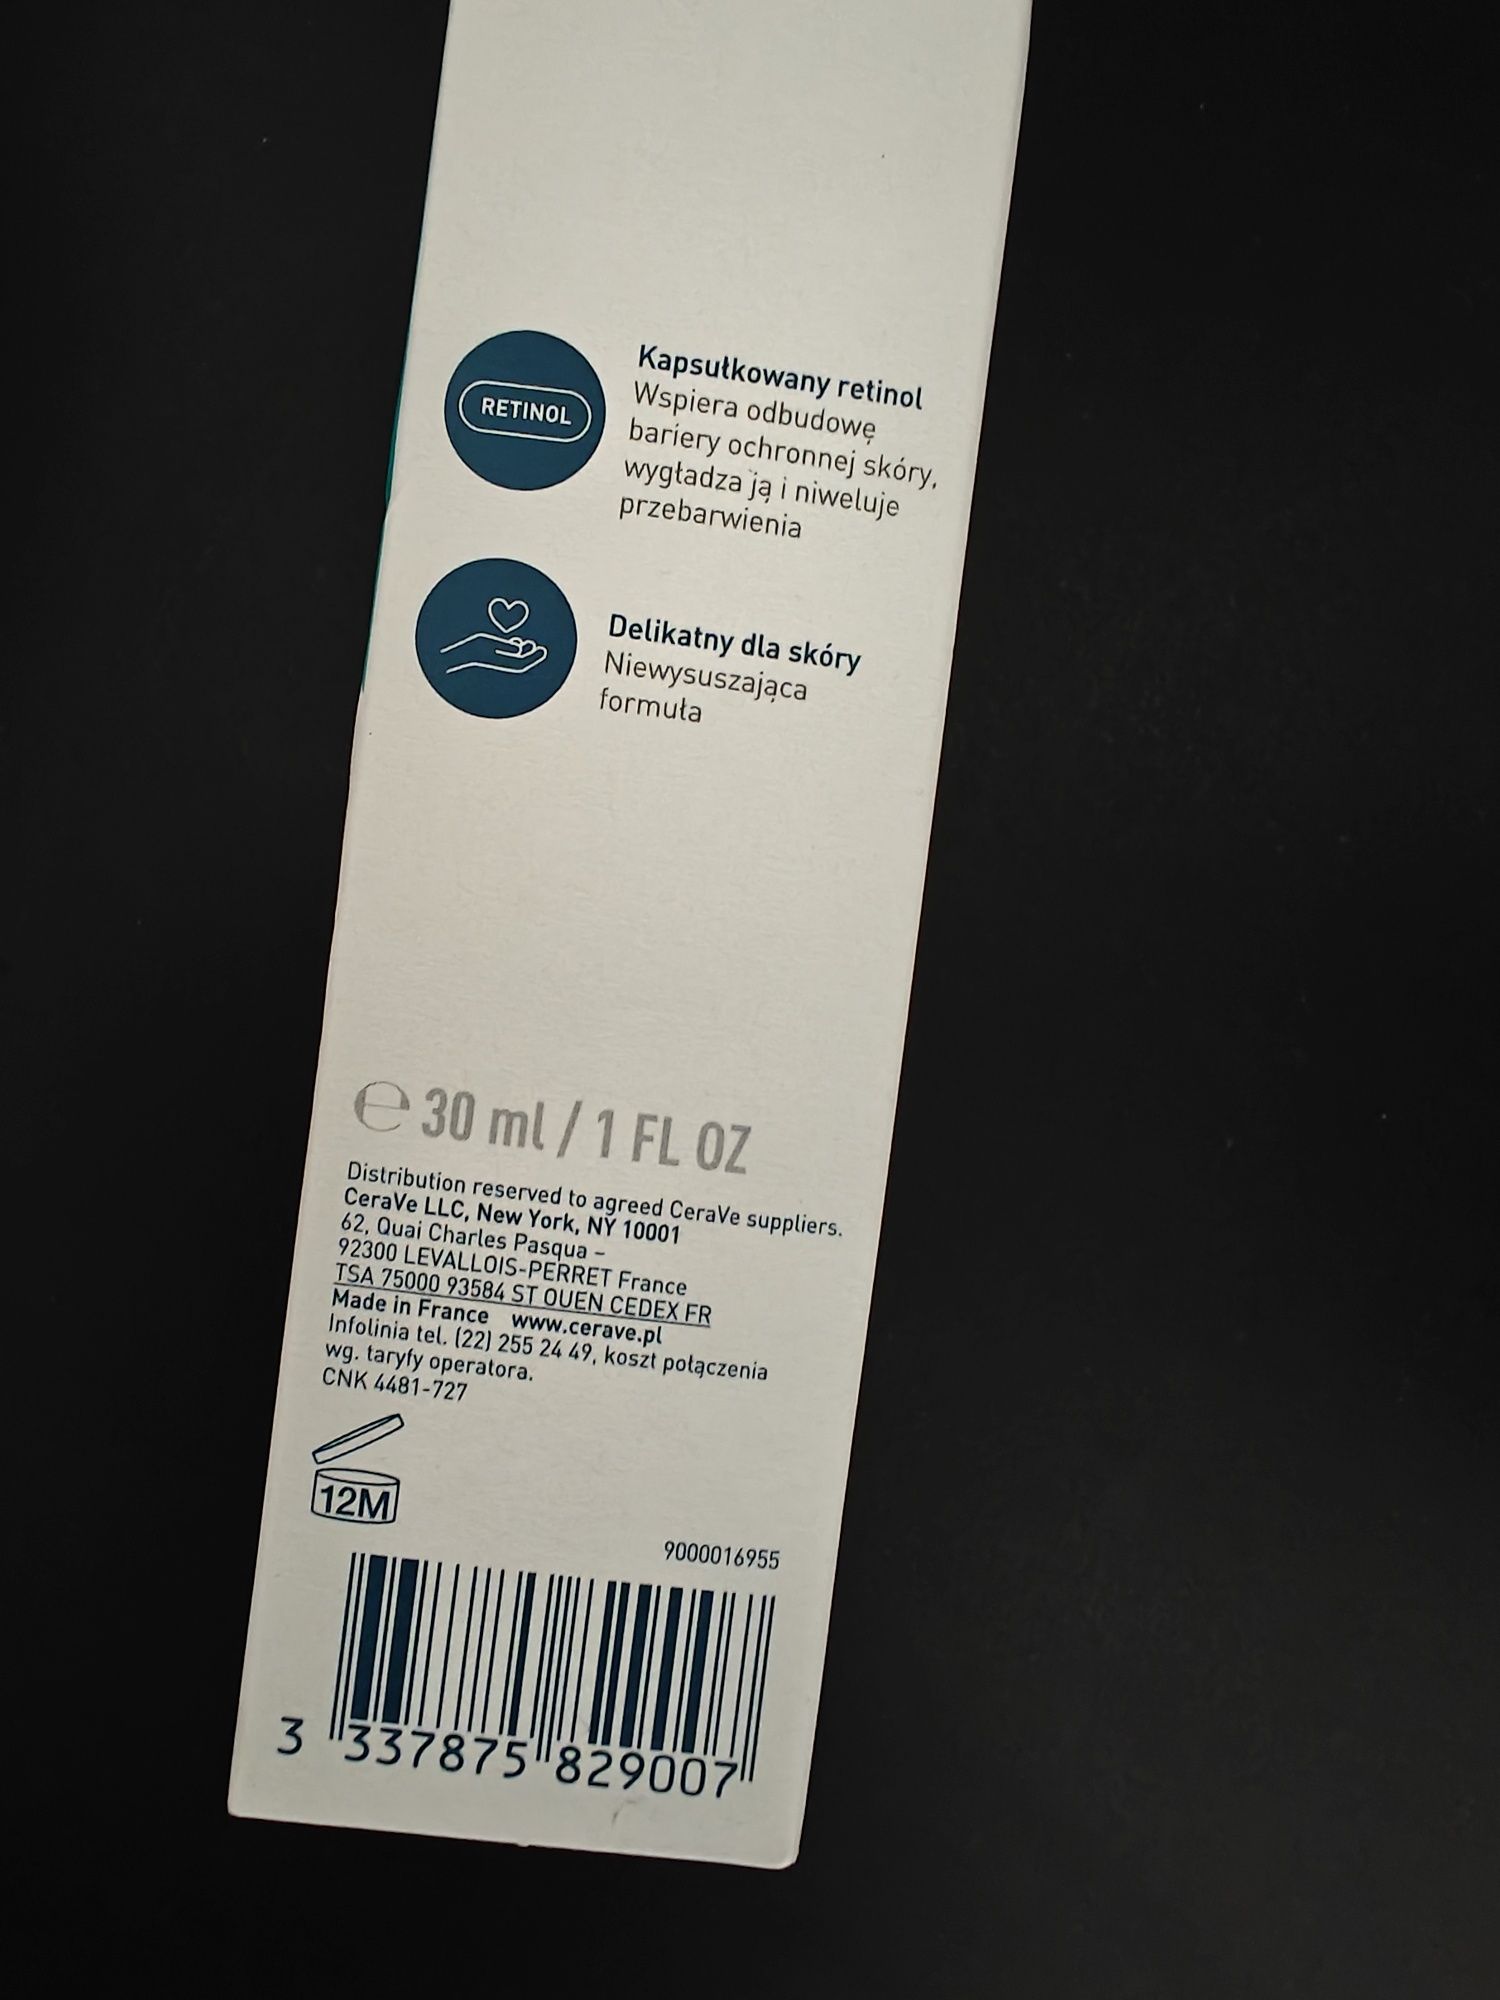 RETINOL
Kapsułkowany retinol
Wspiera odbudowę
bariery ochronnej skóry,
wygładza ją i niweluje
przebarwienia
Delikatny dla skóry
Niewysuszająca
formuła
℮ 30 ml / 1 FL OZ
Distribution reserved to agreed CeraVe suppliers.
CeraVe LLC, New York, NY 10001
62, Quai Charles Pasqua –
92300 LEVALLOIS-PERRET France
TSA 75000 93584 ST OUEN CEDEX FR
Made in France www.cerave.pl
Infolinia tel. (22) 255 24 49, koszt połączenia
wg. taryfy operatora.
CNK 4481-727
12M
9000016955
3 337875 829007